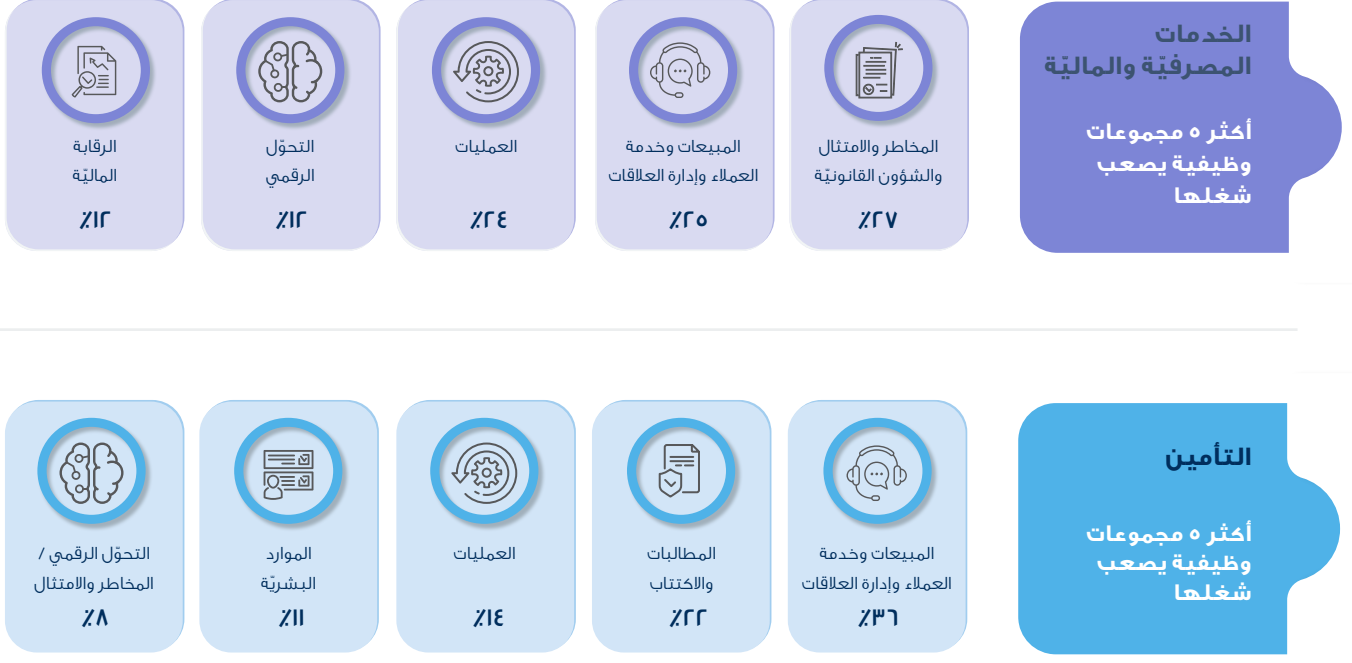 الخدمات
المصرفيّة والماليّة
أكثر ٥ مجموعات
وظيفية يصعب
شغلها
المخاطر والامتثال
والشؤون القانونيّة
٪٢٧
المبيعات وخدمة
العملاء وإدارة العلاقات
٪٢٥
العمليات
٪٢٤
التحوّل
الرقمي
٪١٢
الرقابة
الماليّة
٪١٢
التأمين
أكثر ٥ مجموعات
وظيفية يصعب
شغلها
المبيعات وخدمة
العملاء وإدارة العلاقات
٪٣٦
المطالبات
والاكتتاب
٪٢٢
العمليات
٪١٤
الموارد
البشريّة
٪١١
التحوّل الرقمي /
المخاطر والامتثال
٪٨